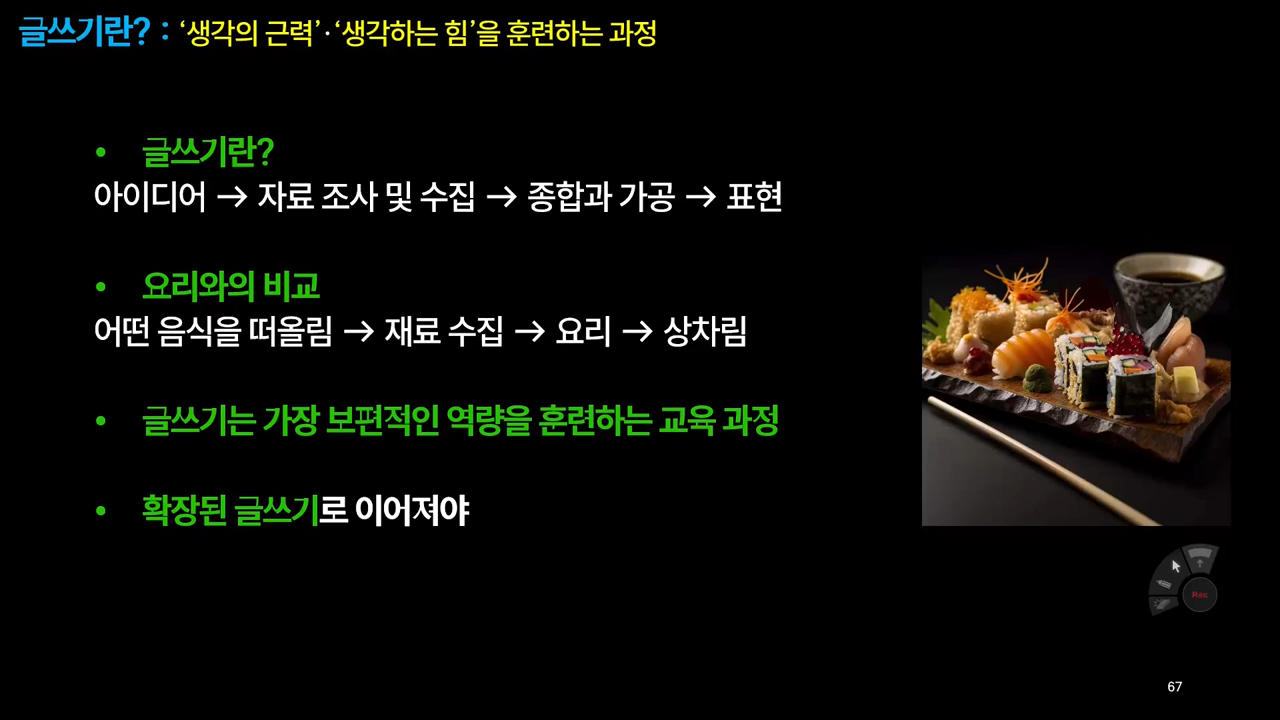 글쓰기란? : ‘생각의 근력’·‘생각하는 힘’을 훈련하는 과정
• 글쓰기란?
아이디어 → 자료 조사 및 수집 → 종합과 가공 → 표현
• 요리와의 비교
어떤 음식을 떠올림 → 재료 수집 → 요리 → 상차림
• 글쓰기는 가장 보편적인 역량을 훈련하는 교육 과정
• 확장된 글쓰기로 이어져야
Rec
67